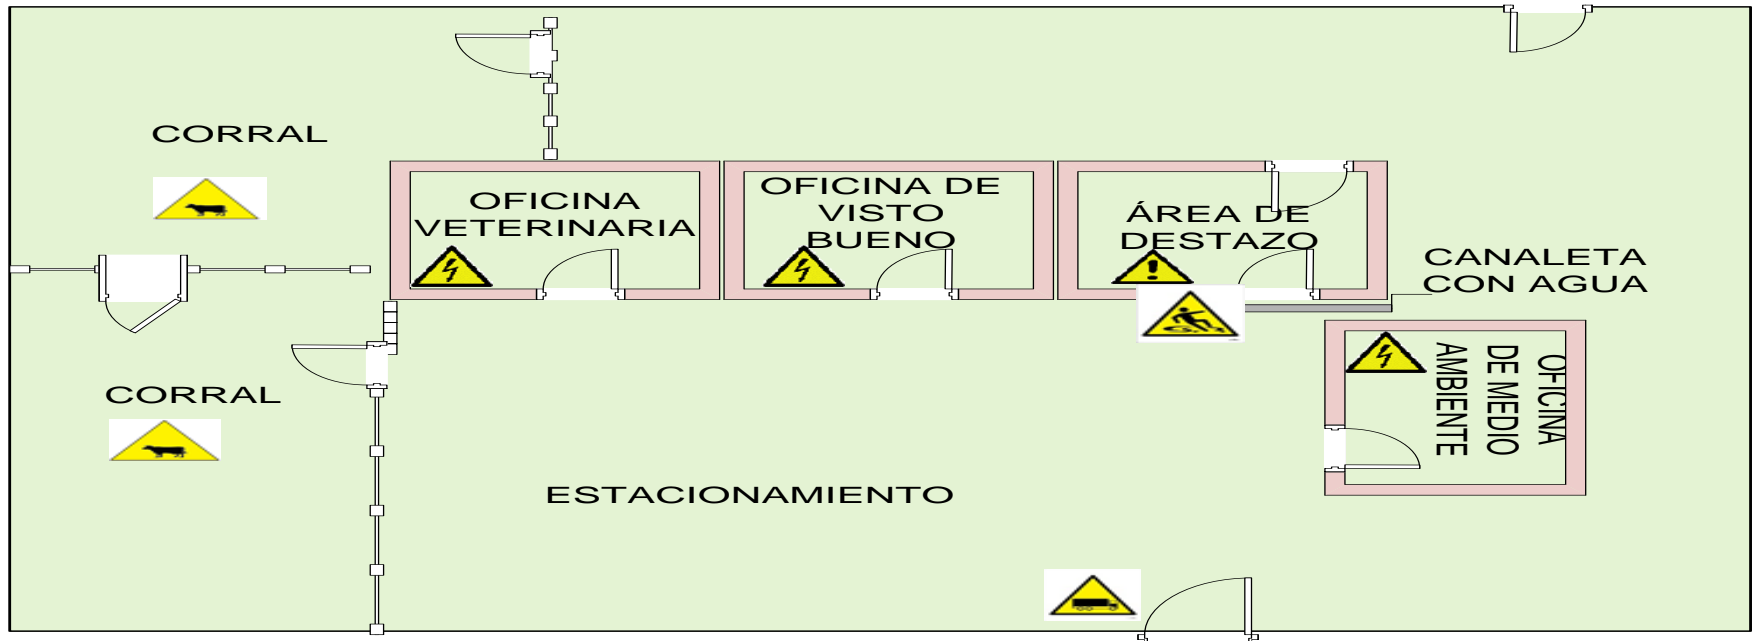 CORRAL
OFICINA
VETERINARIA
OFICINA DE
VISTO
BUENO
ÁREA DE
DESTAZO
CANALETA
CON AGUA
CORRAL
OFICINA
DE MEDIO
AMBIENTE
ESTACIONAMIENTO